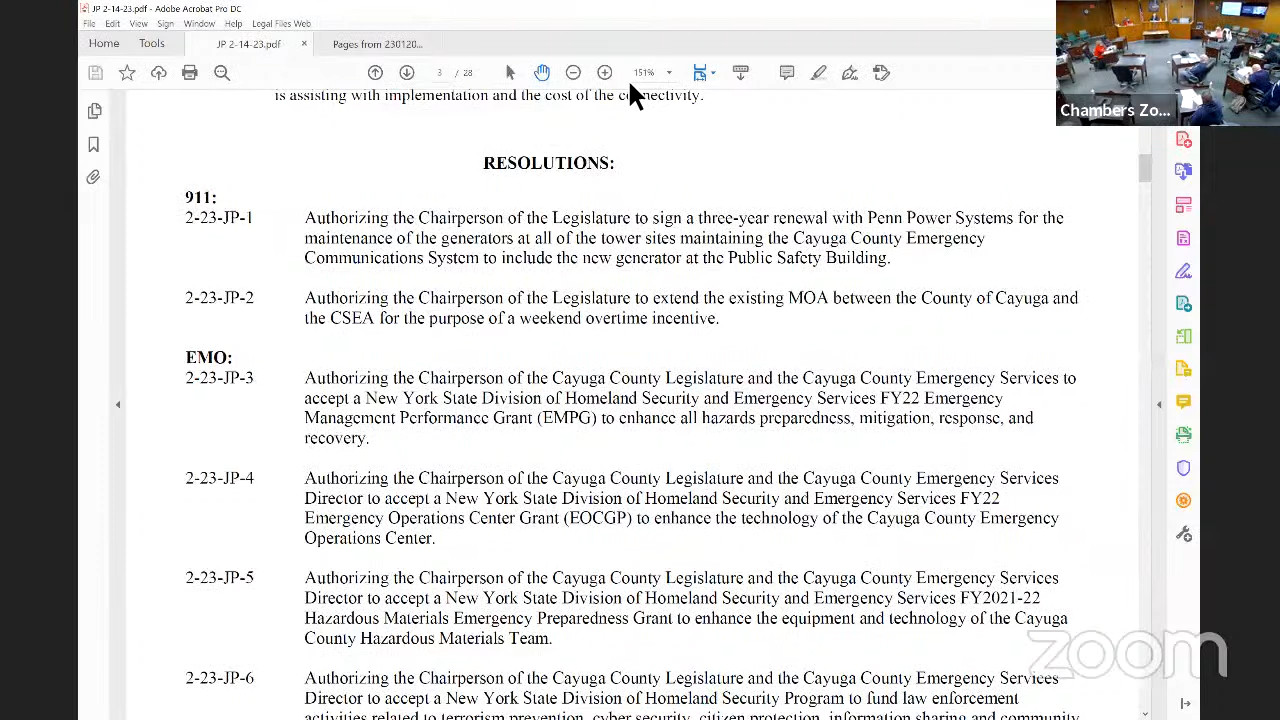 JP 2-14-23.pdf - Adobe Acrobat Pro DC
File Edit View Sign Window Help Legal Files Web
Home Tools JP 2-14-23.pdf × Pages from 230120...
3 / 28 151%
is assisting with implementation and the cost of the connectivity.
RESOLUTIONS:
911:
2-23-JP-1 Authorizing the Chairperson of the Legislature to sign a three-year renewal with Penn Power Systems for the
maintenance of the generators at all of the tower sites maintaining the Cayuga County Emergency
Communications System to include the new generator at the Public Safety Building.
2-23-JP-2 Authorizing the Chairperson of the Legislature to extend the existing MOA between the County of Cayuga and
the CSEA for the purpose of a weekend overtime incentive.
EMO:
2-23-JP-3 Authorizing the Chairperson of the Cayuga County Legislature and the Cayuga County Emergency Services to
accept a New York State Division of Homeland Security and Emergency Services FY22 Emergency
Management Performance Grant (EMPG) to enhance all hazards preparedness, mitigation, response, and
recovery.
2-23-JP-4 Authorizing the Chairperson of the Cayuga County Legislature and the Cayuga County Emergency Services
Director to accept a New York State Division of Homeland Security and Emergency Services FY22
Emergency Operations Center Grant (EOCGP) to enhance the technology of the Cayuga County Emergency
Operations Center.
2-23-JP-5 Authorizing the Chairperson of the Cayuga County Legislature and the Cayuga County Emergency Services
Director to accept a New York State Division of Homeland Security and Emergency Services FY2021-22
Hazardous Materials Emergency Preparedness Grant to enhance the equipment and technology of the Cayuga
County Hazardous Materials Team.
2-23-JP-6 Authorizing the Chairperson of the Cayuga County Legislature and the Cayuga County Emergency Services
Director to accept a New York State Division of Homeland Security Program to fund law enforcement
activities related to terrorism prevention, cyber security, citizen protection, information sharing and community
Chambers Zo...
zoom